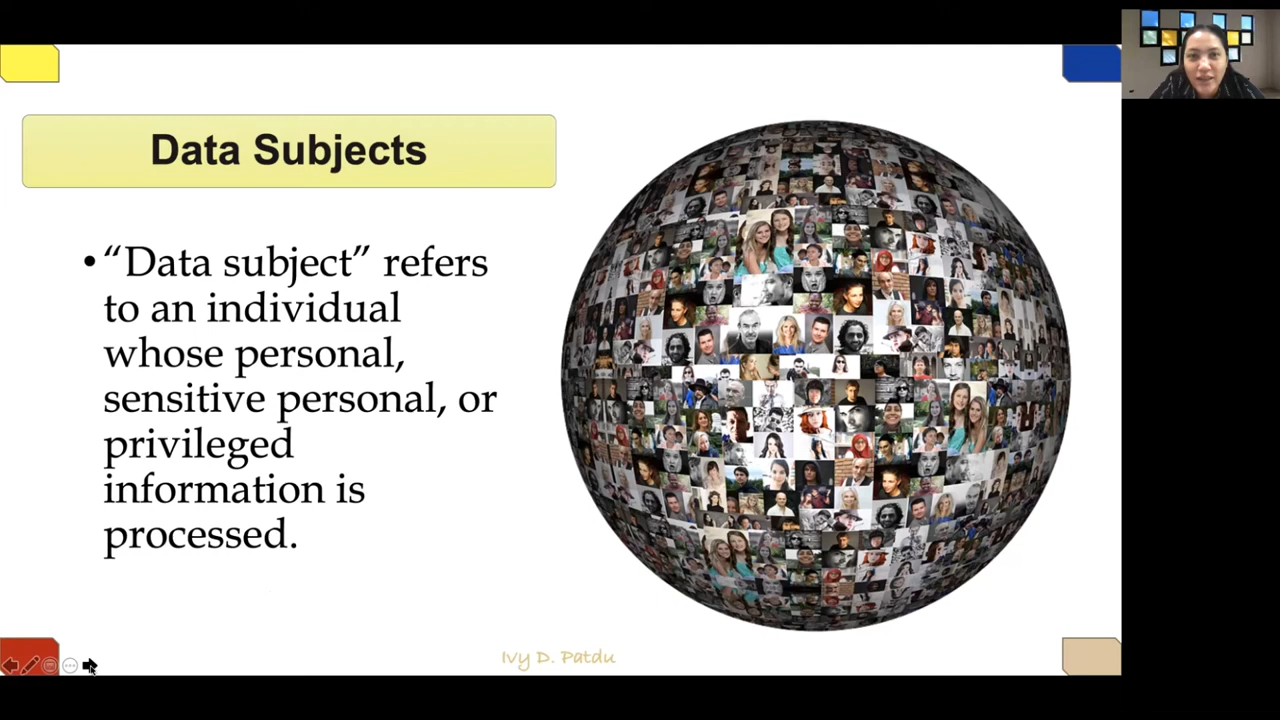 Data Subjects
• “Data subject” refers
to an individual
whose personal,
sensitive personal, or
privileged
information is
processed.
Ivy D. Patdu